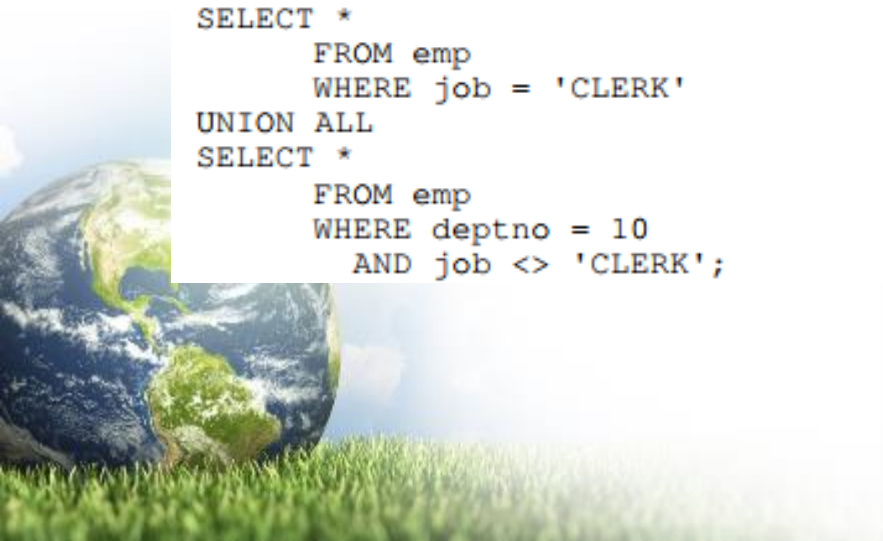 SELECT *
FROM emp
WHERE job = 'CLERK'
UNION ALL
SELECT *
FROM emp
WHERE deptno = 10
AND job <> 'CLERK';